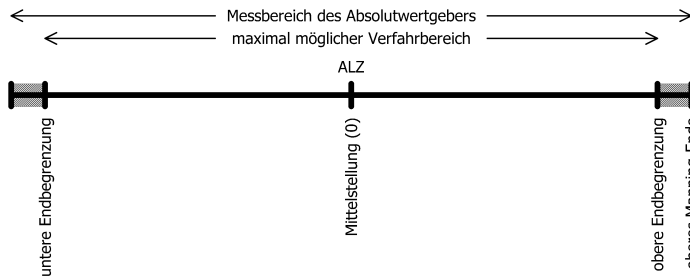 Messbereich des Absolutwertgebers
maximal möglicher Verfahrbereich
ALZ
untere Endbegrenzung
Mittelstellung (0)
obere Endbegrenzung